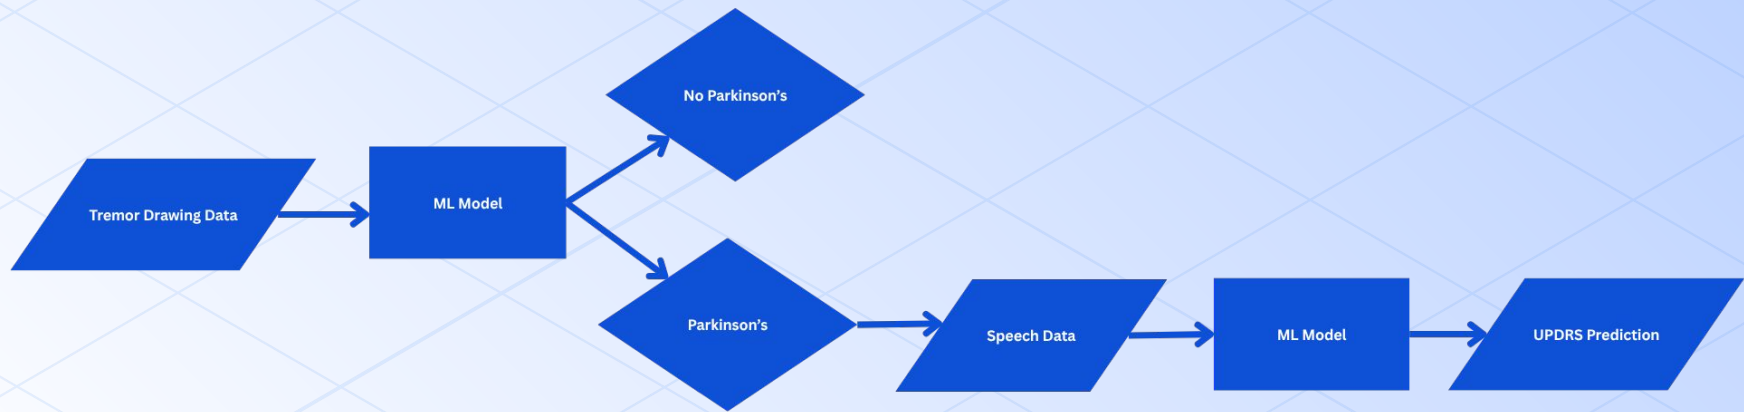 Tremor Drawing Data
ML Model
No Parkinson’s
Parkinson’s
Speech Data
ML Model
UPDRS Prediction